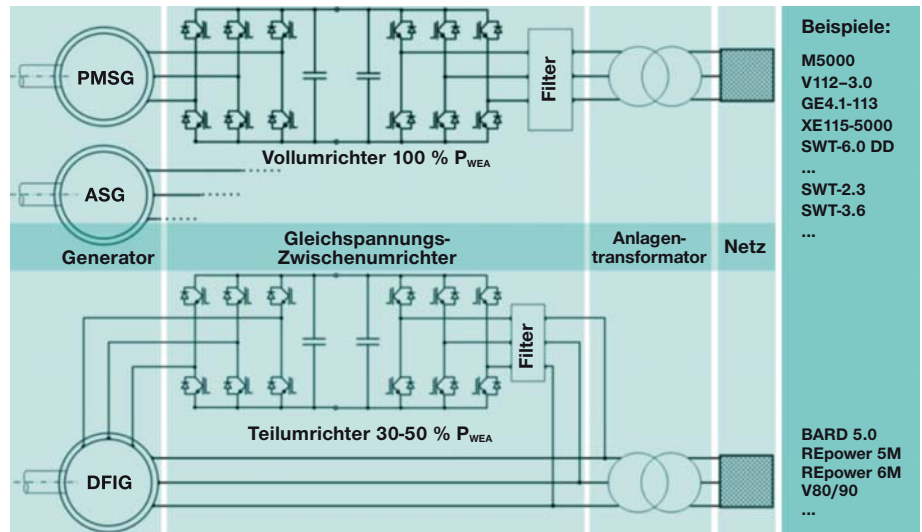 PMSG
Filter
Vollumrichter 100 % PWEA
ASG
Generator
Gleichspannungs-
Zwischenumrichter
Anlagen-
transformator
Netz
Filter
Teilumrichter 30-50 % PWEA
DFIG
Beispiele:
M5000
V112–3.0
GE4.1-113
XE115-5000
SWT-6.0 DD
...
SWT-2.3
SWT-3.6
...
BARD 5.0
REpower 5M
REpower 6M
V80/90
...